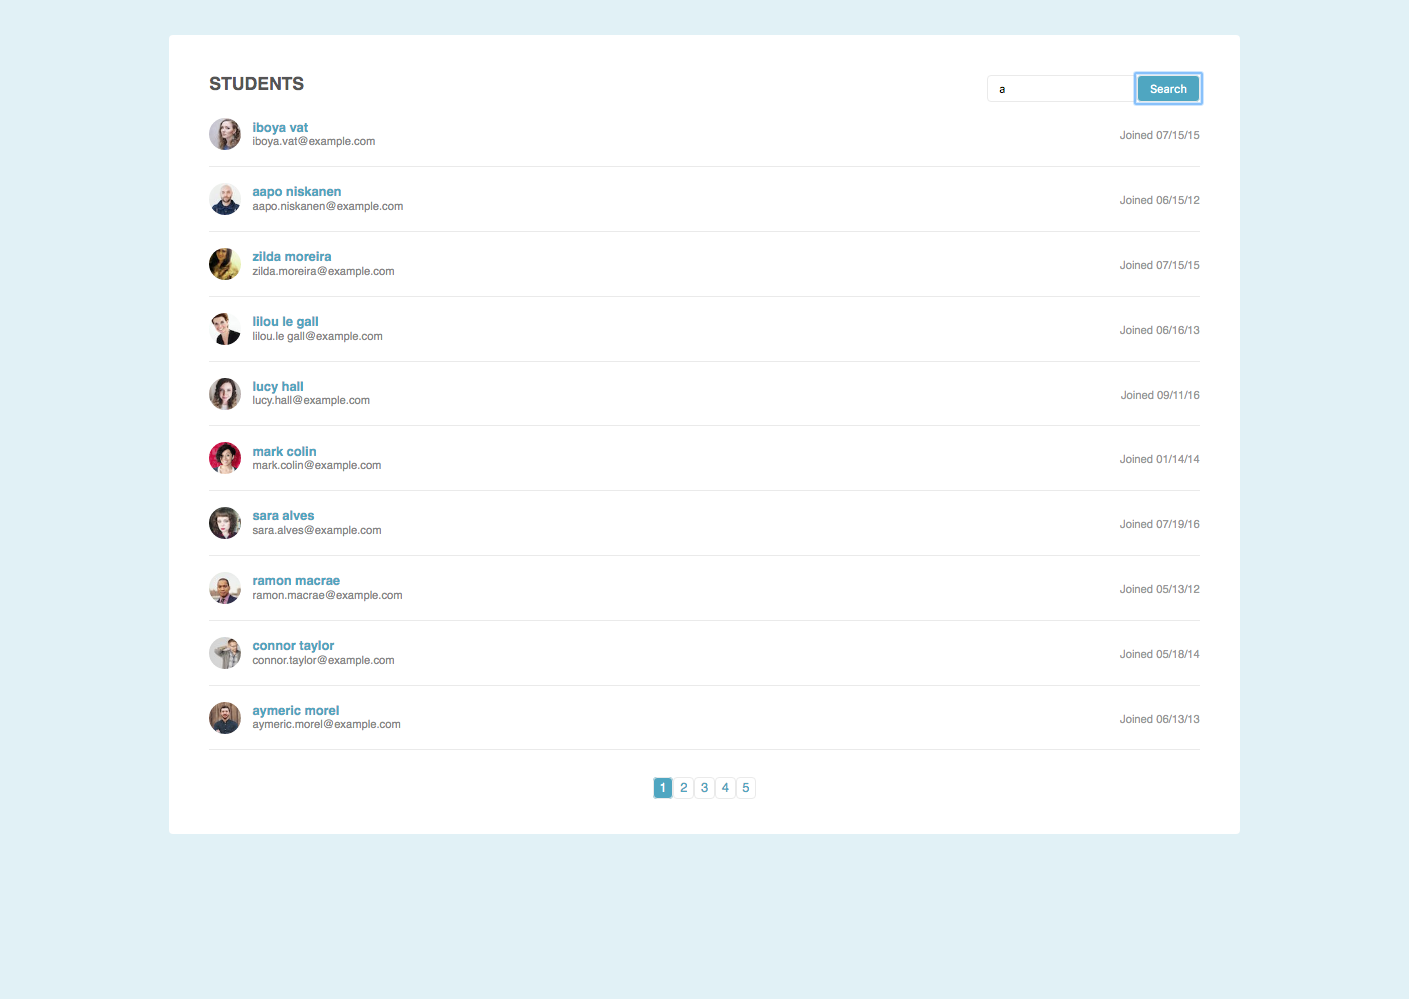 STUDENTS
a
Search
iboya vat
iboya.vat@example.com
Joined 07/15/15
aapo niskanen
aapo.niskanen@example.com
Joined 06/15/12
zilda moreira
zilda.moreira@example.com
Joined 07/15/15
lilou le gall
lilou.le gall@example.com
Joined 06/16/13
lucy hall
lucy.hall@example.com
Joined 09/11/16
mark colin
mark.colin@example.com
Joined 01/14/14
sara alves
sara.alves@example.com
Joined 07/19/16
ramon macrae
ramon.macrae@example.com
Joined 05/13/12
connor taylor
connor.taylor@example.com
Joined 05/18/14
aymeric morel
aymeric.morel@example.com
Joined 06/13/13
1 2 3 4 5